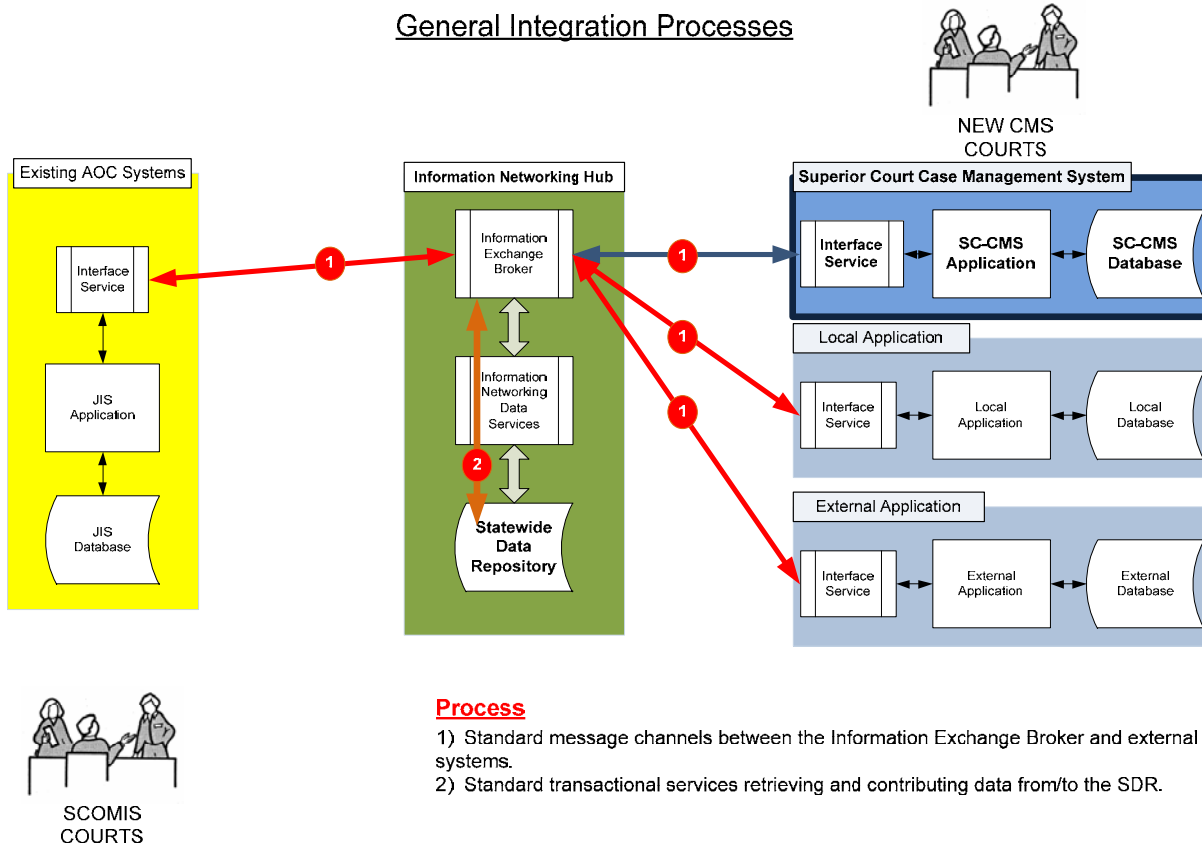 General Integration Processes
NEW CMS
COURTS
Existing AOC Systems
Interface
Service
JIS
Application
JIS
Database
1
Information Networking Hub
Information
Exchange
Broker
Information
Networking
Data
Services
2
Statewide
Data
Repository
1
1
1
Superior Court Case Management System
Interface
Service
SC-CMS
Application
SC-CMS
Database
Local Application
Interface
Service
Local
Application
Local
Database
External Application
Interface
Service
External
Application
External
Database
SCOMIS
COURTS
Process
1) Standard message channels between the Information Exchange Broker and external
systems.
2) Standard transactional services retrieving and contributing data from/to the SDR.